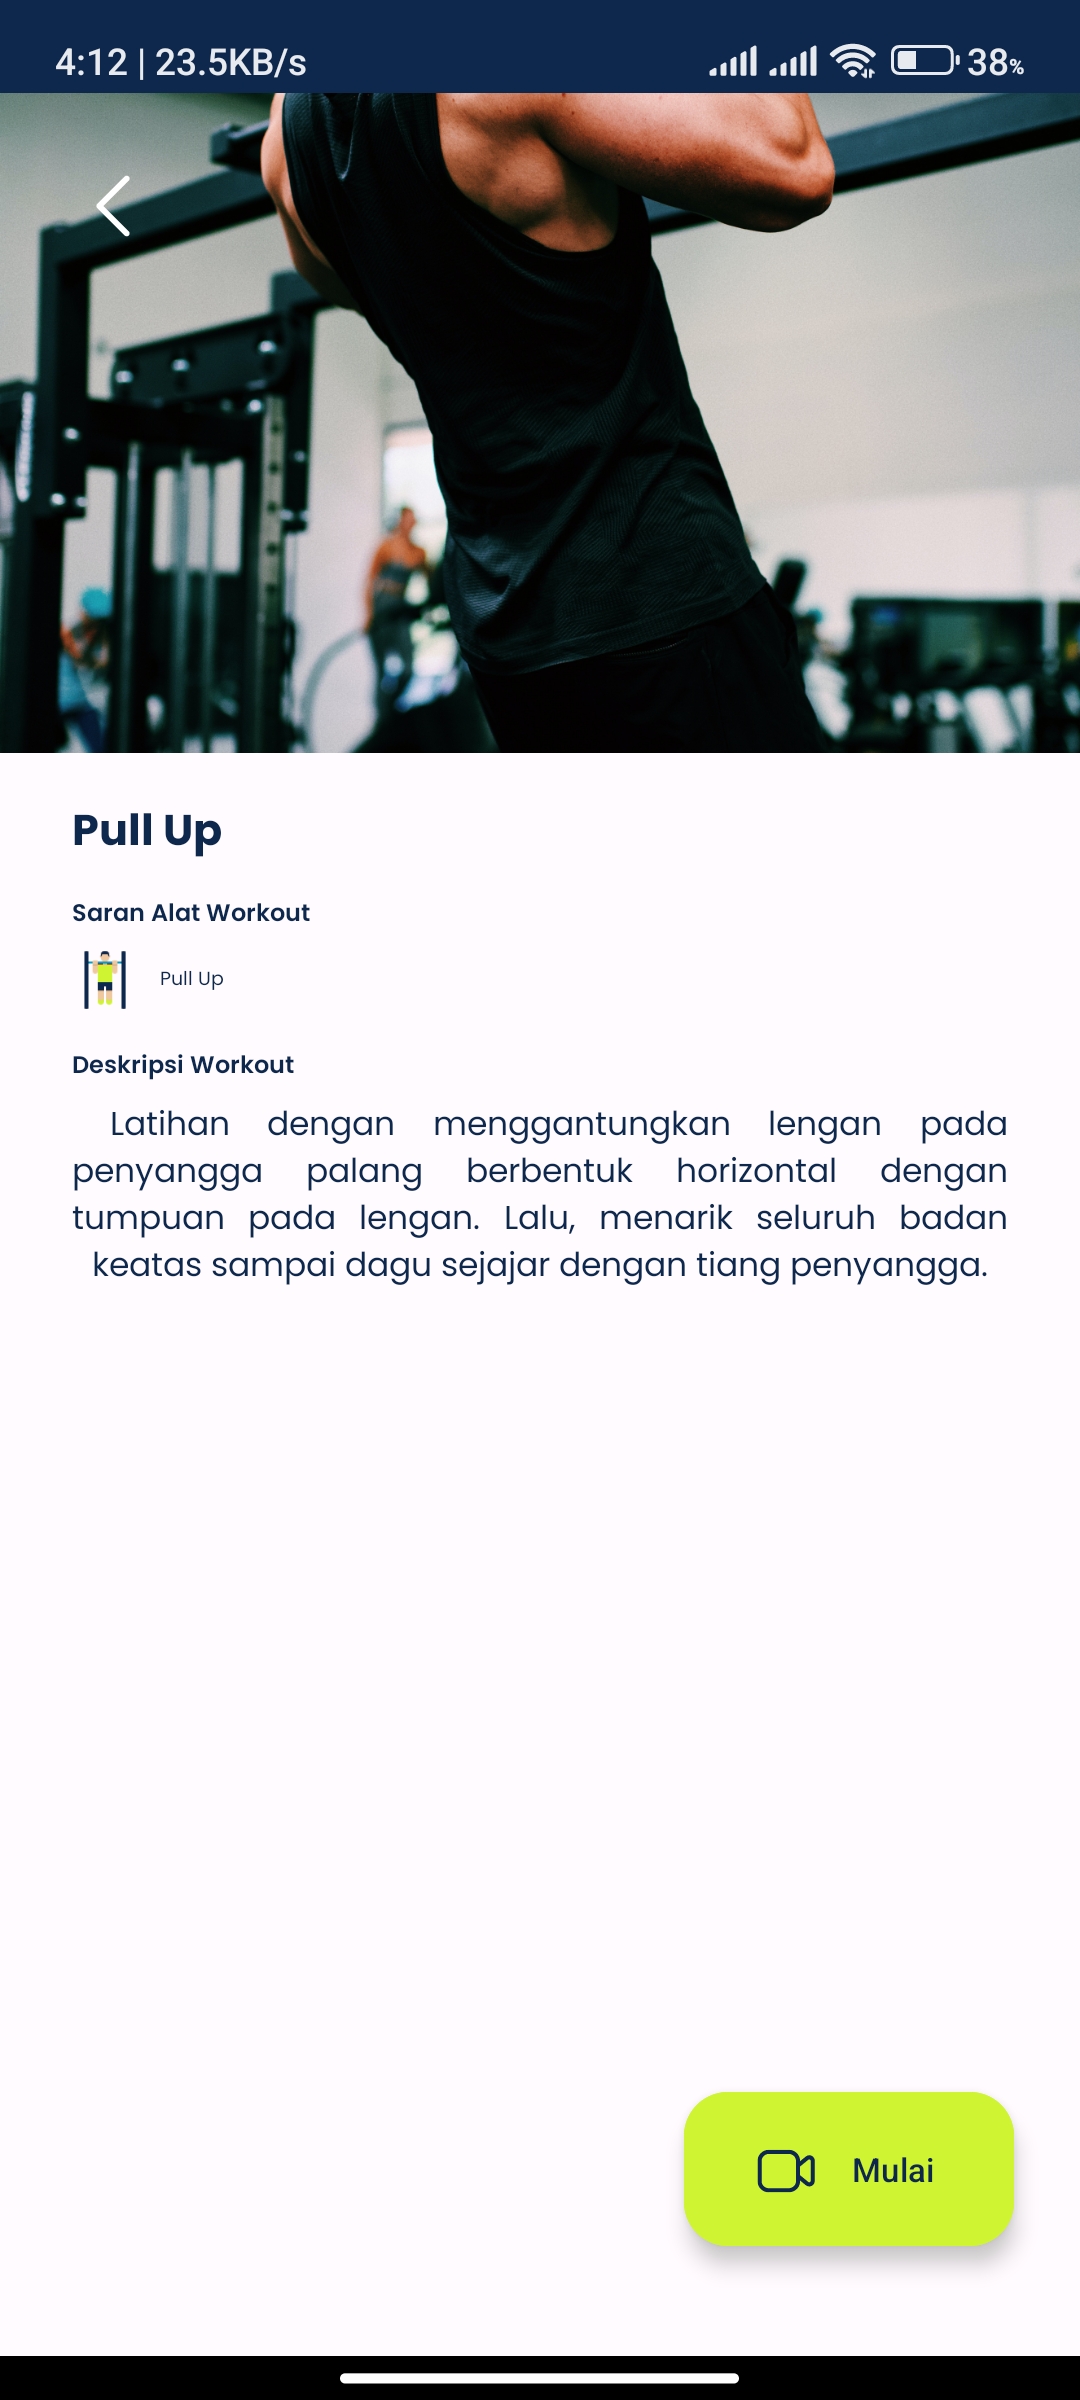 4:12 | 23.5KB/s 38%
Pull Up
Saran Alat Workout
Pull Up
Deskripsi Workout
Latihan dengan menggantungkan lengan pada
penyangga palang berbentuk horizontal dengan
tumpuan pada lengan. Lalu, menarik seluruh badan
keatas sampai dagu sejajar dengan tiang penyangga.
Mulai